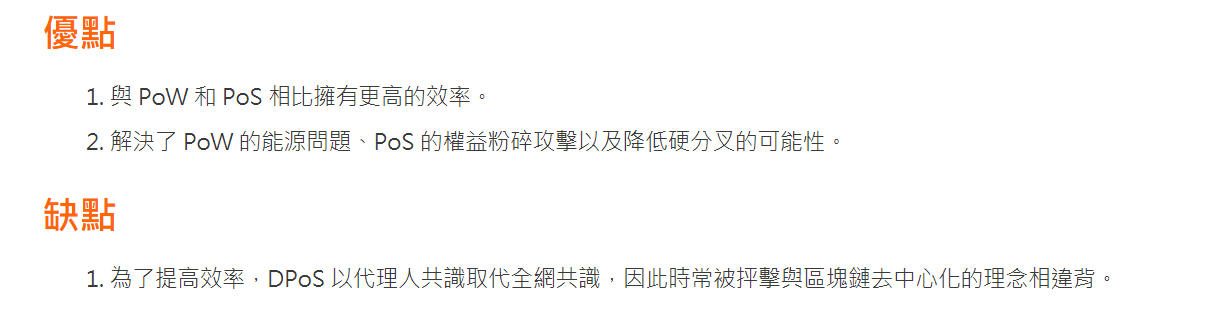 優點
1. 與 PoW 和 PoS 相比擁有更高的效率。
2. 解決了 PoW 的能源問題、PoS 的權益粉碎攻擊以及降低硬分叉的可能性。
缺點
1. 為了提高效率，DPoS 以代理人共識取代全網共識，因此時常被抨擊與區塊鏈去中心化的理念相違背。